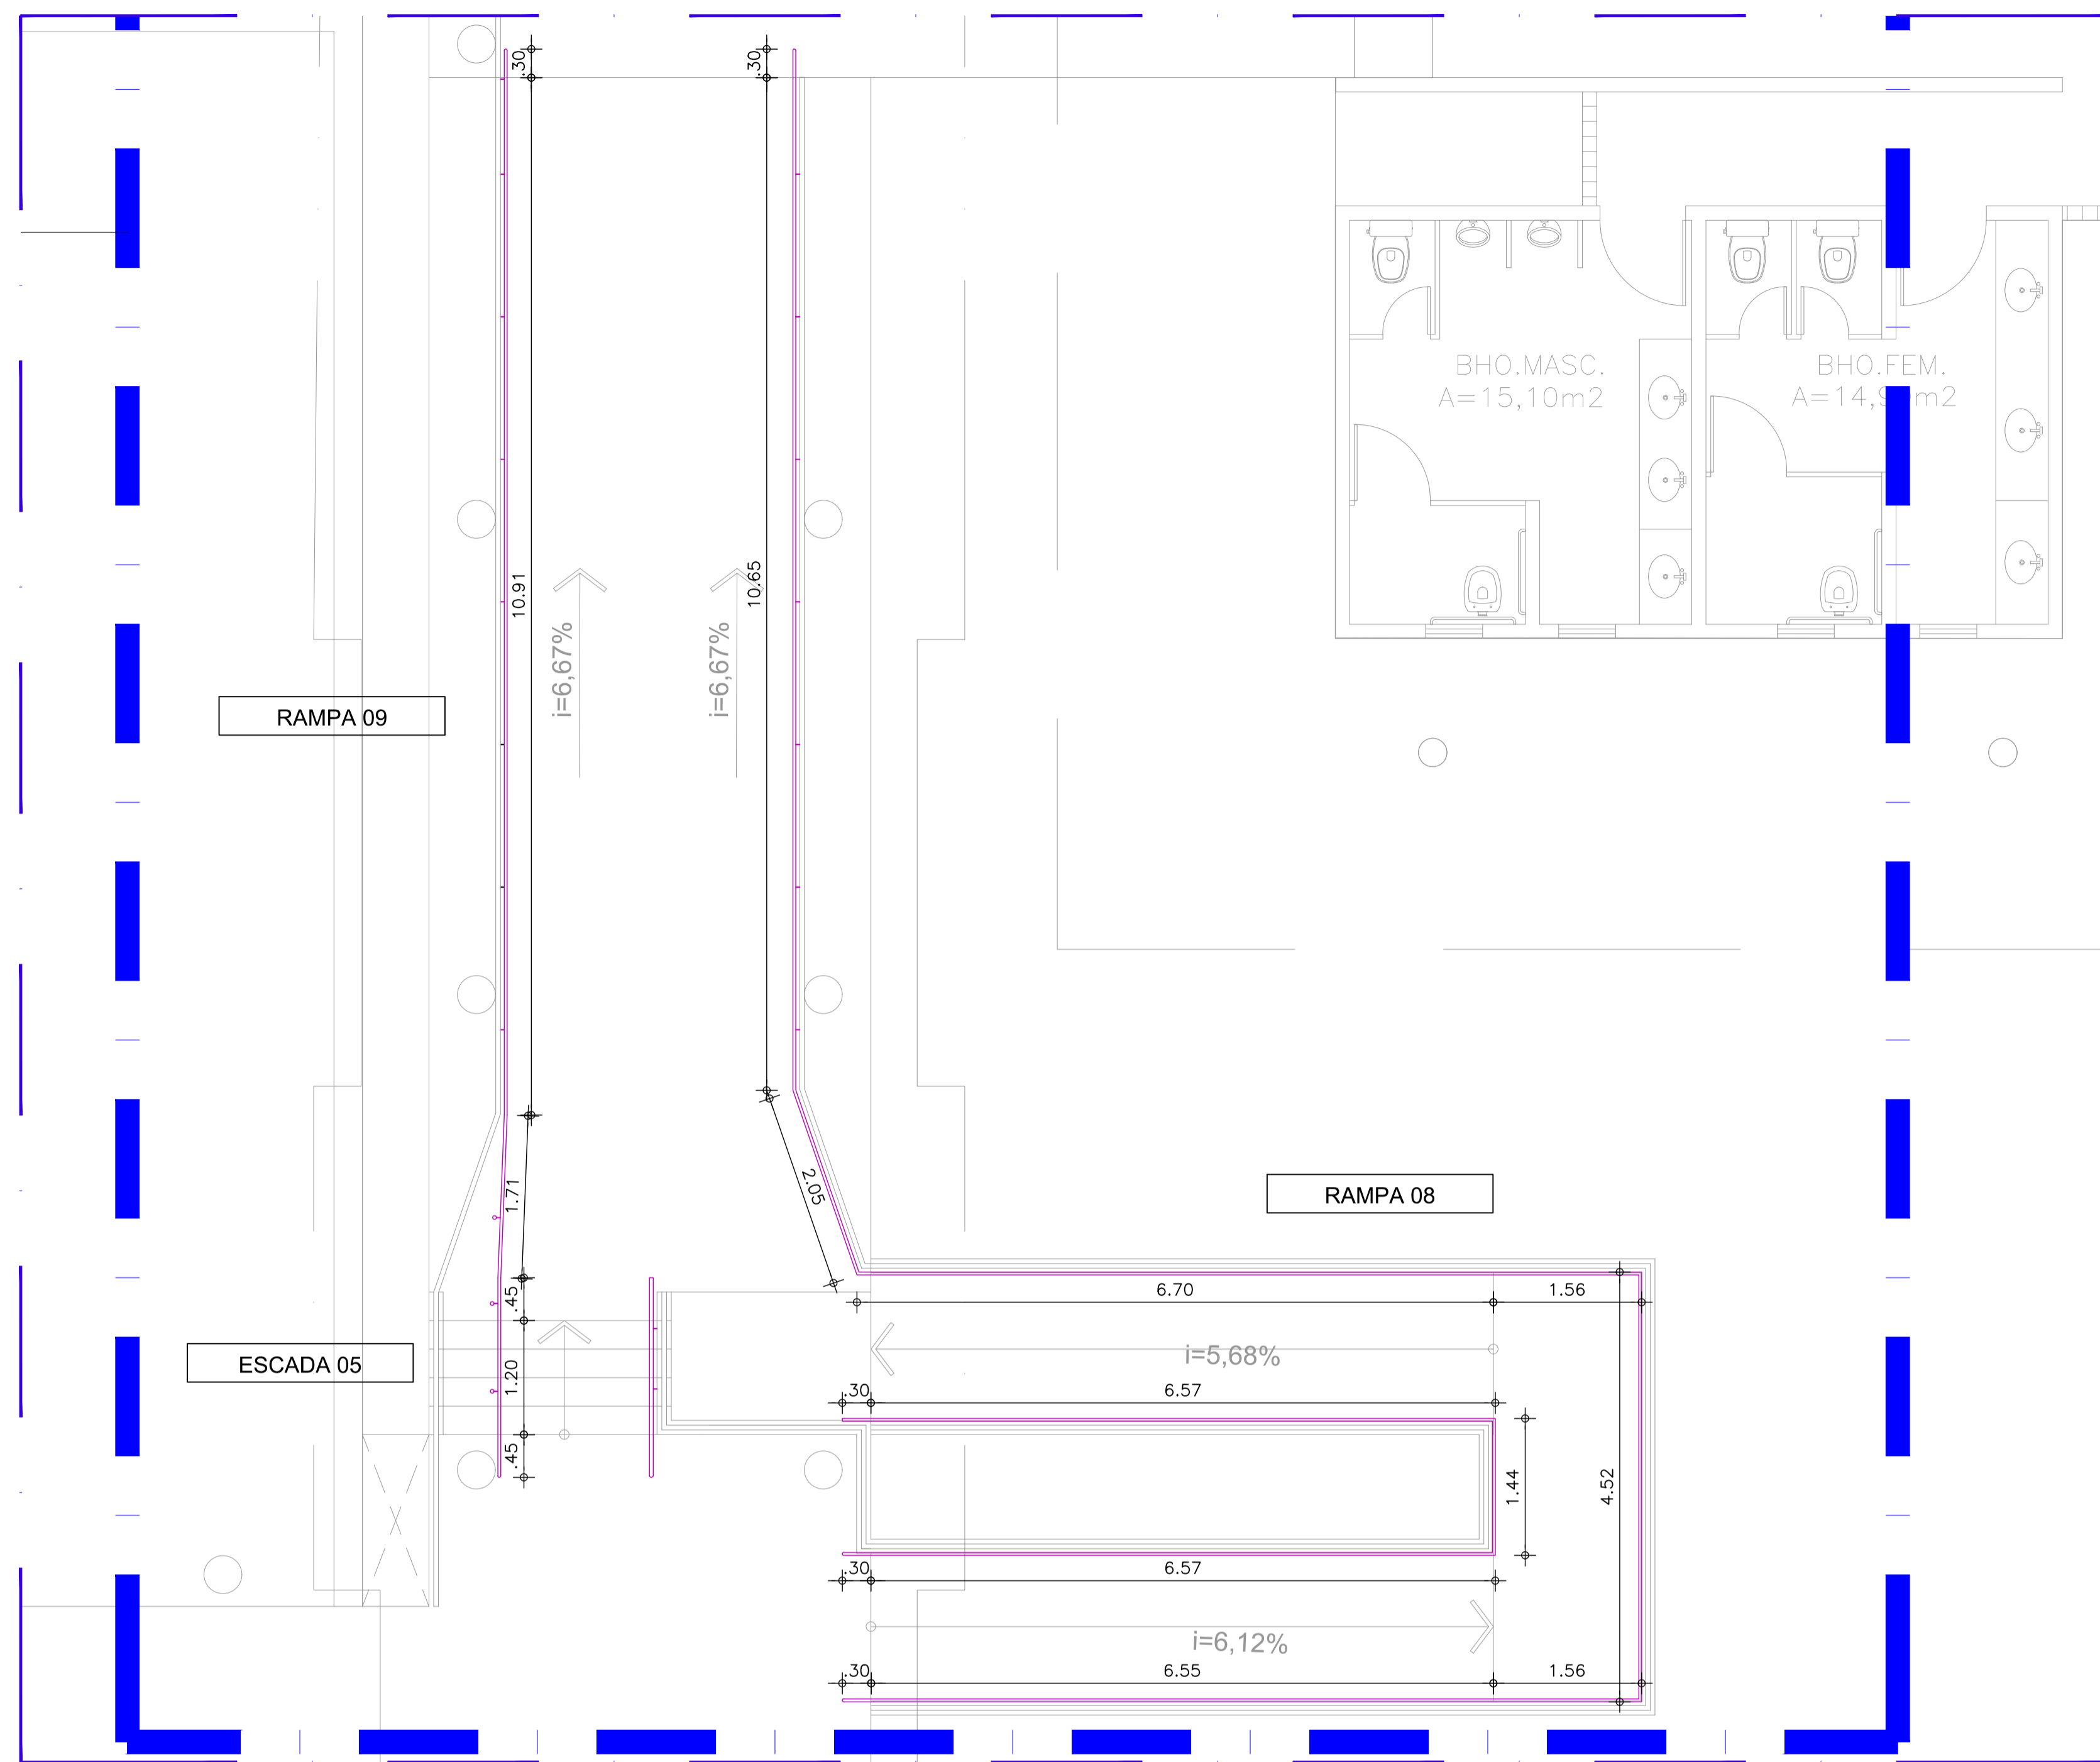 .30
.30
BHO.MASC.
A=15,10m2
BHO.FEM.
10.91
10.65
i=6,67%
i=6,67%
RAMPA 09
1.71
2.05
RAMPA 08
.45
6.70
1.56
ESCADA 05
1.20
i=5,68%
.30
6.57
.45
1.44
4.52
.30
6.57
i=6,12%
.30
6.55
1.56